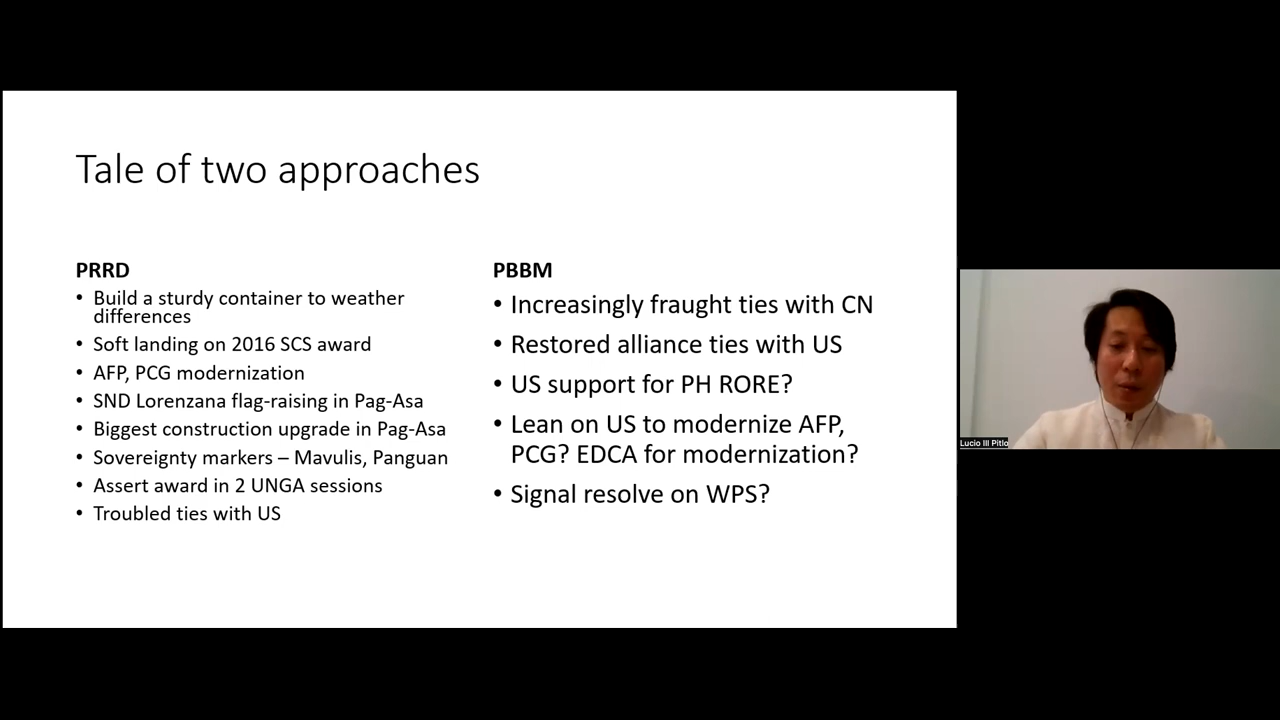 Tale of two approaches
PRRD
• Build a sturdy container to weather
differences
• Soft landing on 2016 SCS award
• AFP, PCG modernization
• SND Lorenzana flag-raising in Pag-Asa
• Biggest construction upgrade in Pag-Asa
• Sovereignty markers – Mavulis, Panguan
• Assert award in 2 UNGA sessions
• Troubled ties with US
PBBM
• Increasingly fraught ties with CN
• Restored alliance ties with US
• US support for PH RORE?
• Lean on US to modernize AFP,
PCG? EDCA for modernization?
• Signal resolve on WPS?
Lucio III Pitlo